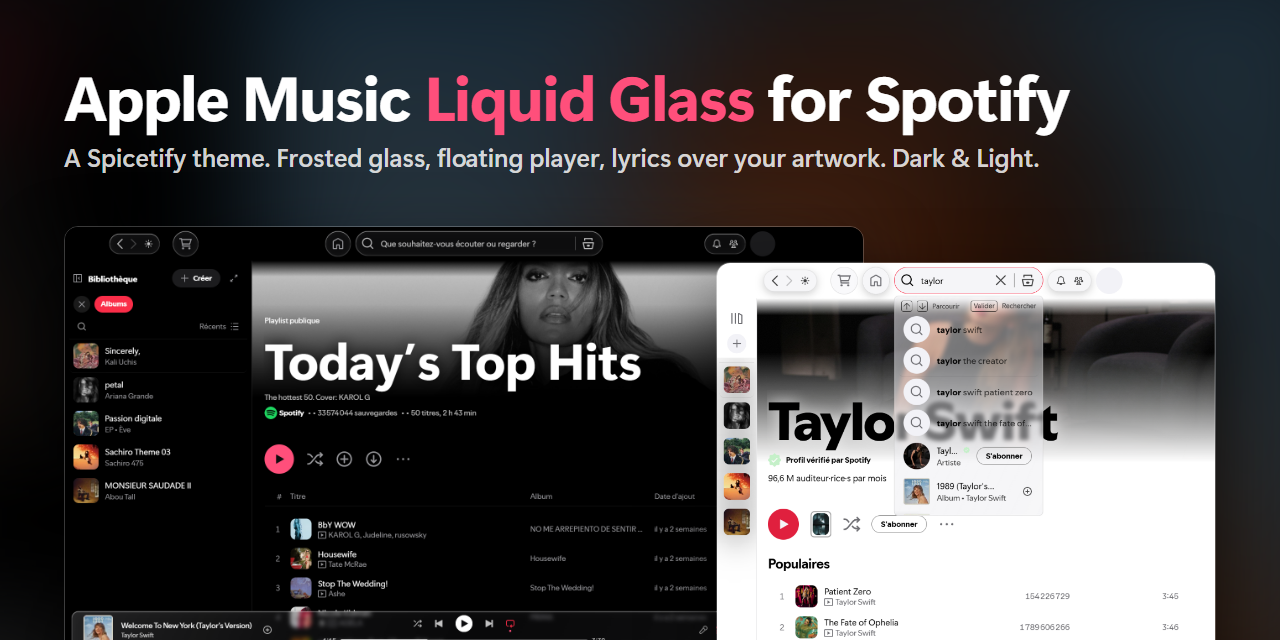 Apple Music Liquid Glass for Spotify
A Spicetify theme. Frosted glass, floating player, lyrics over your artwork. Dark & Light.
Que souhaitez-vous écouter ou regarder ?
Bibliothèque
Créer
Albums
Récents
Sincerely,
Kali Uchis
petal
Ariana Grande
Passion digitale
EP • Eve
Sachiro Theme 03
Sachiro 475
MONSIEUR SAUDADE II
Abou Tall
Playlist publique
Today's Top Hits
The hottest 50. Cover: KAROL G
Spotify • • 33574044 sauvegardes • • 50 titres, 2 h 43 min
# Titre Album Date d'ajout
1 BbY WOW NO ME ARREPIENTO DE SENTIR ... il y a 2 semaines
KAROL G, Judeline, rusowsky
2 Housewife Housewife il y a 2 semaines
Tate McRae
3 Stop The Wedding! Stop The Wedding! il y a 2 semaines
Ashe
Welcome To New York (Taylor's Version)
Taylor Swift
taylor
Parcourir Valider Rechercher
taylor swift
taylor the creator
taylor swift patient zero
taylor swift the fate of...
Tayl...
Artiste
S'abonner
1989 (Taylor's...
Album • Taylor Swift
Taylor Swift
Profil vérifié par Spotify
96,6 M auditeur·rice·s par mois
S'abonner
Populaires
1 Patient Zero 154226729 3:45
Taylor Swift
2 The Fate of Ophelia 1789606266 3:46
Taylor Swift